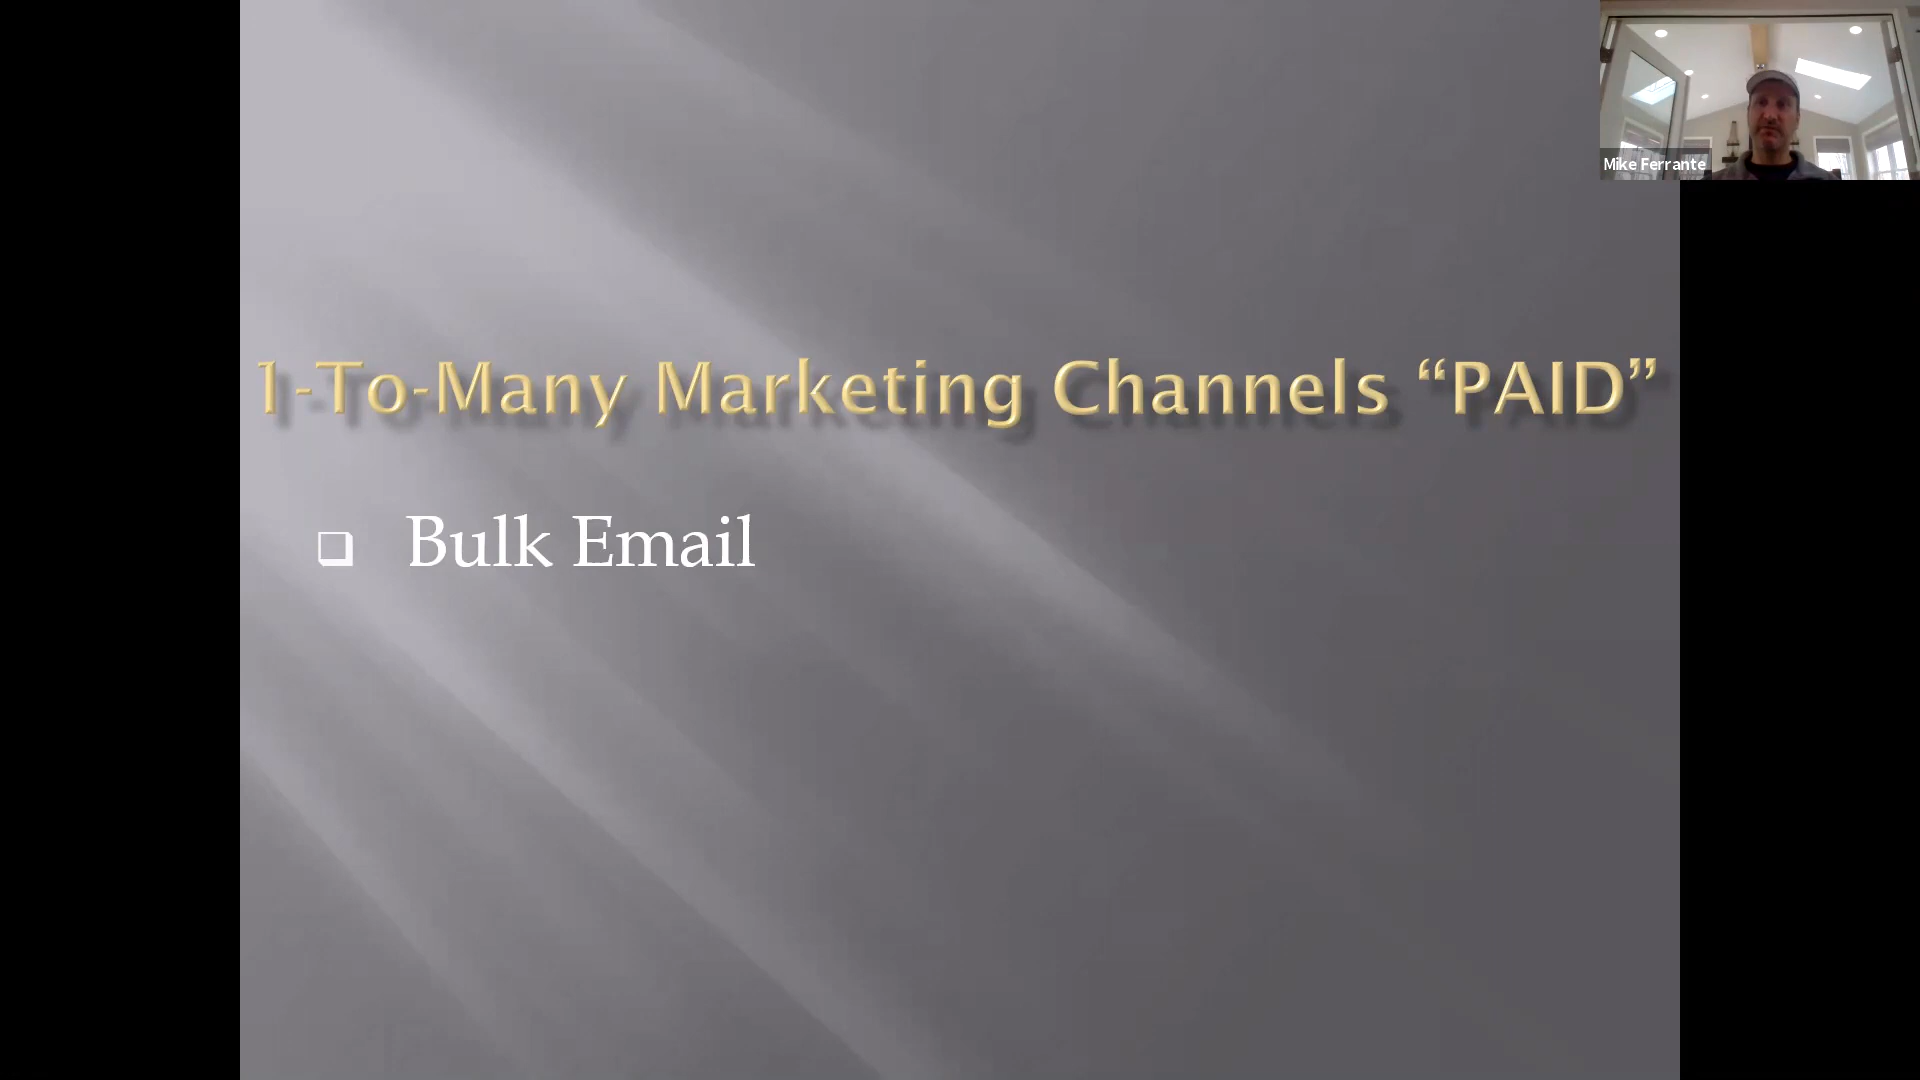 Mike Ferrante
1-To-Many Marketing Channels “PAID”
❑ Bulk Email